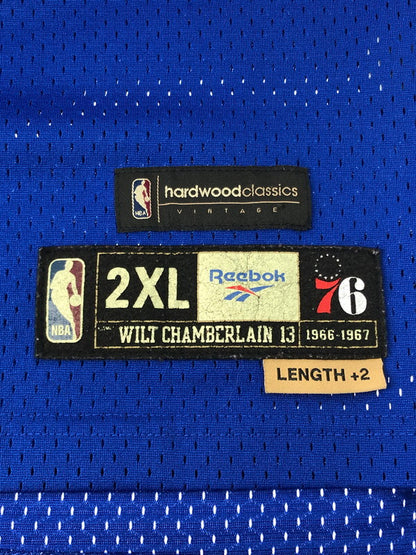 NBA
hardwoodclassics
VINTAGE
NBA
2XL
Reebok
76
WILT CHAMBERLAIN 13
1966-1967
LENGTH +2